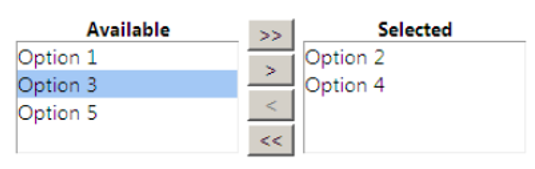 Available
Option 1
Option 3
Option 5
>>
>
<
<<
Selected
Option 2
Option 4